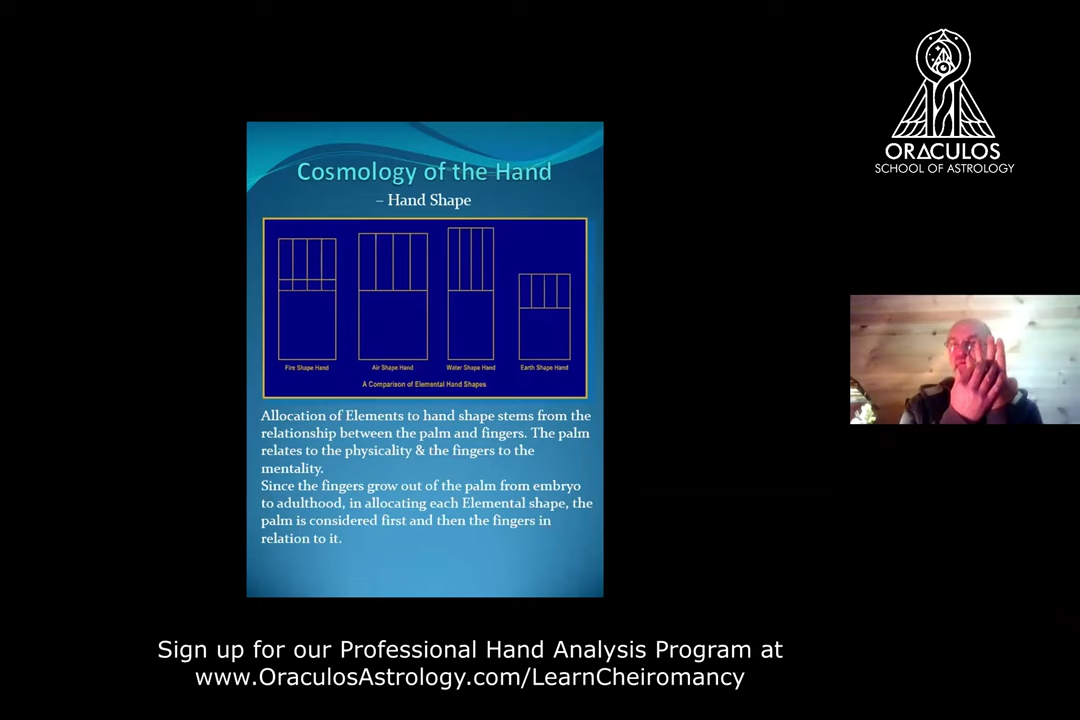 ORACULOS
SCHOOL OF ASTROLOGY
Cosmology of the Hand
– Hand Shape
Fire Shape Hand
Air Shape Hand
Water Shape Hand
Earth Shape Hand
A Comparison of Elemental Hand Shapes
Allocation of Elements to hand shape stems from the
relationship between the palm and fingers. The palm
relates to the physicality & the fingers to the
mentality.
Since the fingers grow out of the palm from embryo
to adulthood, in allocating each Elemental shape, the
palm is considered first and then the fingers in
relation to it.
Sign up for our Professional Hand Analysis Program at
www.OraculosAstrology.com/LearnCheiromancy